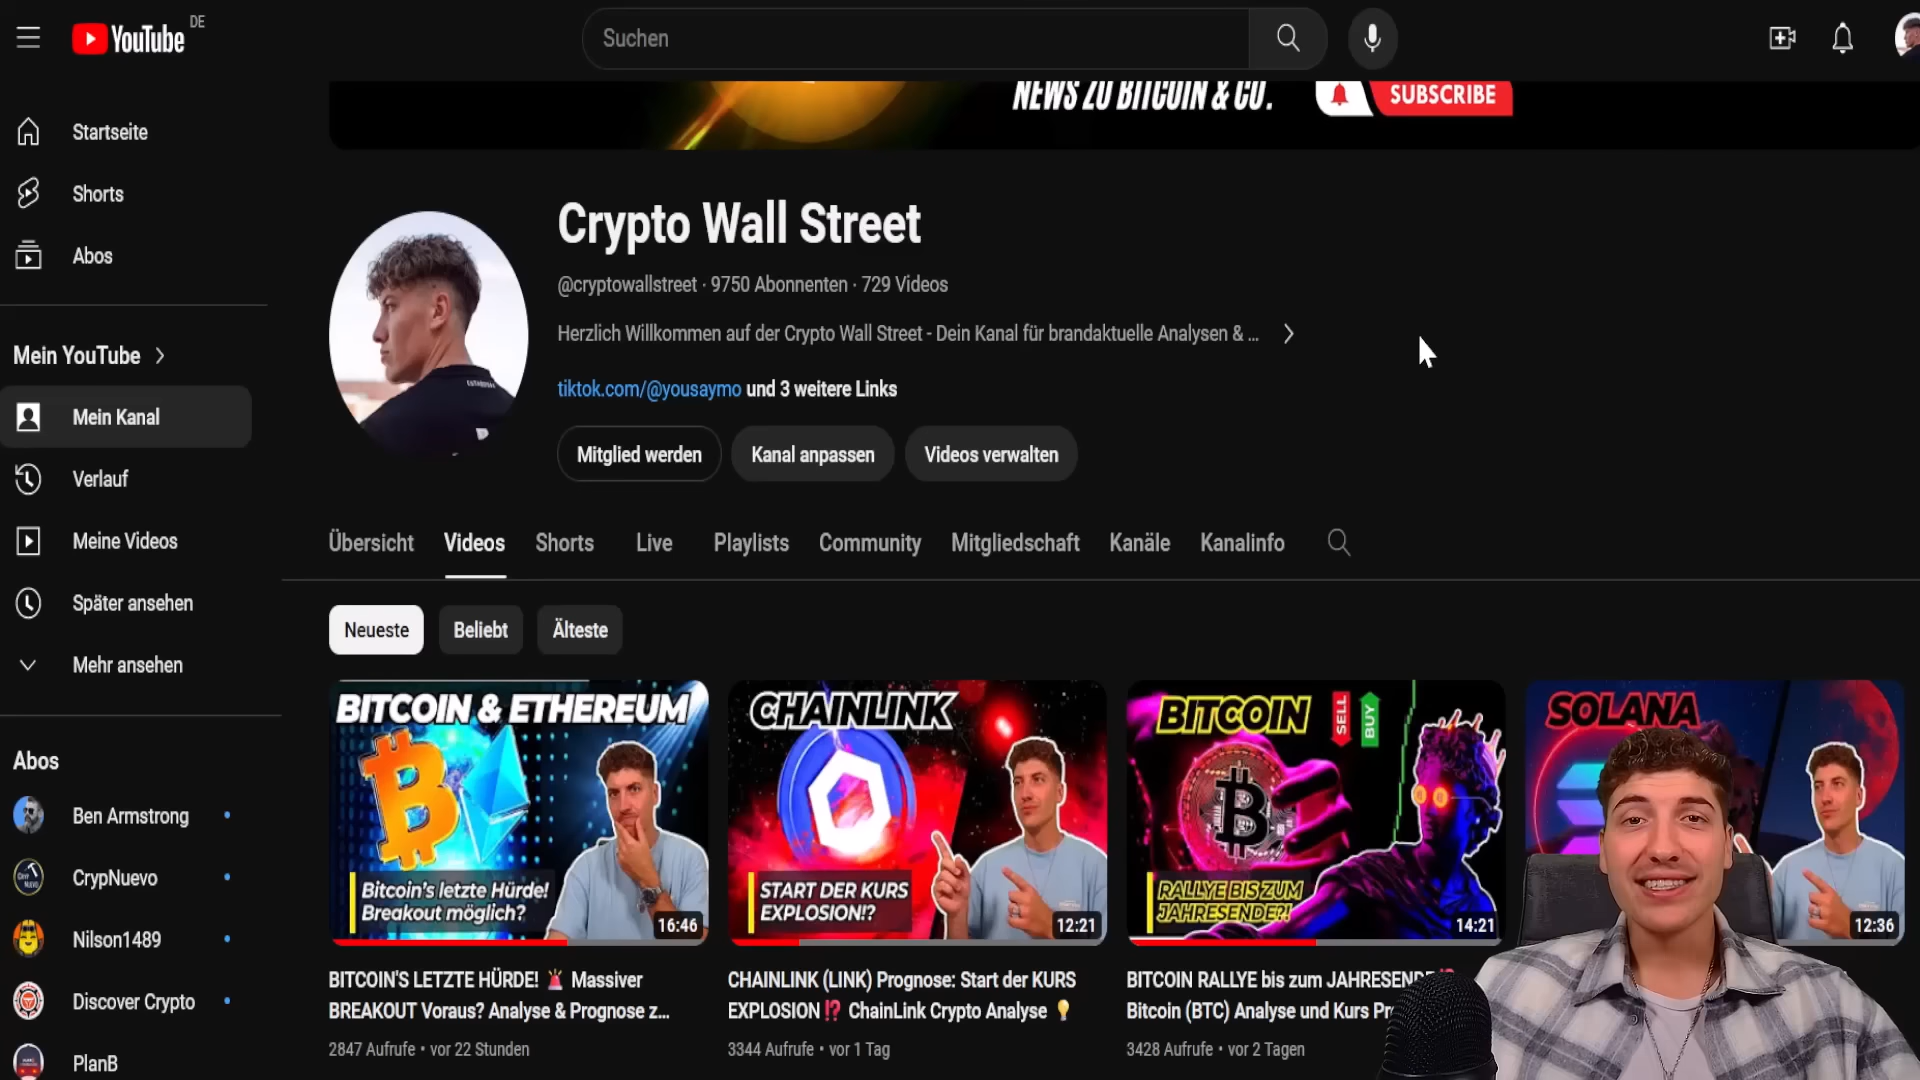 YouTube DE
Suchen
NEWS ZU BITCOIN & CO.
SUBSCRIBE
Startseite
Shorts
Abos
Mein YouTube
Mein Kanal
Verlauf
Meine Videos
Später ansehen
Mehr ansehen
Abos
Ben Armstrong
CrypNuevo
Nilson1489
Discover Crypto
PlanB
Crypto Wall Street
@cryptowallstreet · 9750 Abonnenten · 729 Videos
Herzlich Willkommen auf der Crypto Wall Street - Dein Kanal für brandaktuelle Analysen & ...
tiktok.com/@yousaymo und 3 weitere Links
Mitglied werden
Kanal anpassen
Videos verwalten
Übersicht Videos Shorts Live Playlists Community Mitgliedschaft Kanäle Kanalinfo
Neueste Beliebt Älteste
BITCOIN & ETHEREUM
Bitcoin's letzte Hürde!
Breakout möglich?
16:46
BITCOIN'S LETZTE HÜRDE! 🚨 Massiver
BREAKOUT Voraus? Analyse & Prognose z...
2847 Aufrufe • vor 22 Stunden
CHAINLINK
START DER KURS
EXPLOSION!?
12:21
CHAINLINK (LINK) Prognose: Start der KURS
EXPLOSION⁉️ ChainLink Crypto Analyse 💡
3344 Aufrufe • vor 1 Tag
BITCOIN
SELL
BUY
RALLYE BIS ZUM
JAHRESENDE?!
14:21
BITCOIN RALLYE bis zum JAHRESENDE⁉️
Bitcoin (BTC) Analyse und Kurs Pr
3428 Aufrufe • vor 2 Tagen
SOLANA
12:36